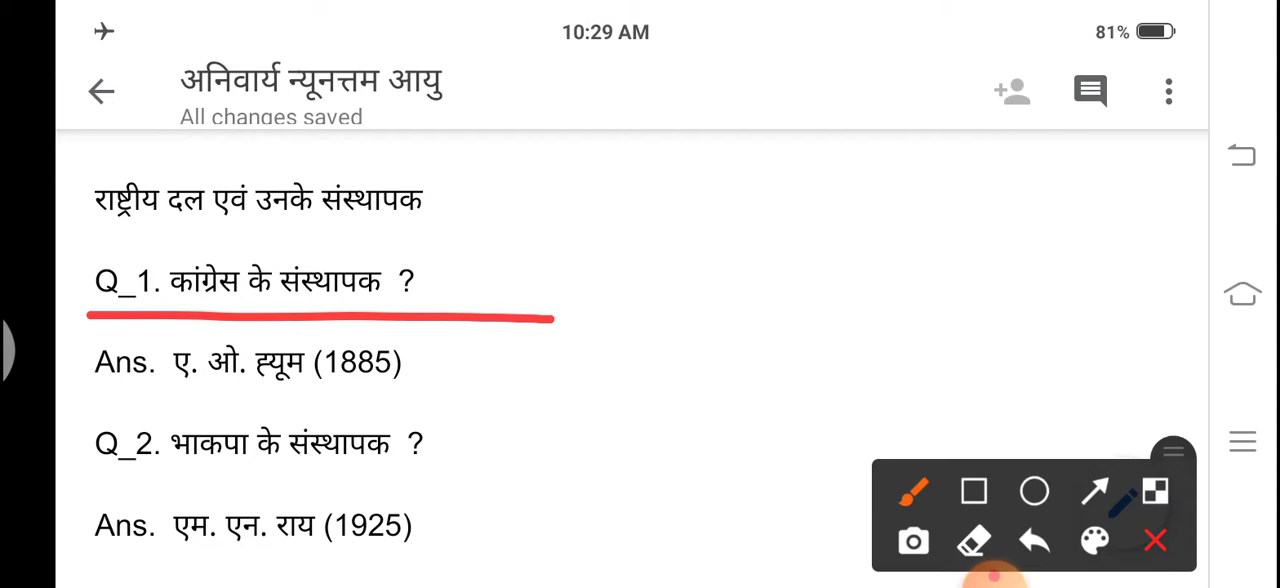 10:29 AM
81%
अनिवार्य न्यूनत्तम आयु
All changes saved
राष्ट्रीय दल एवं उनके संस्थापक
Q_1. कांग्रेस के संस्थापक ?
Ans. ए. ओ. ह्यूम (1885)
Q_2. भाकपा के संस्थापक ?
Ans. एम. एन. राय (1925)